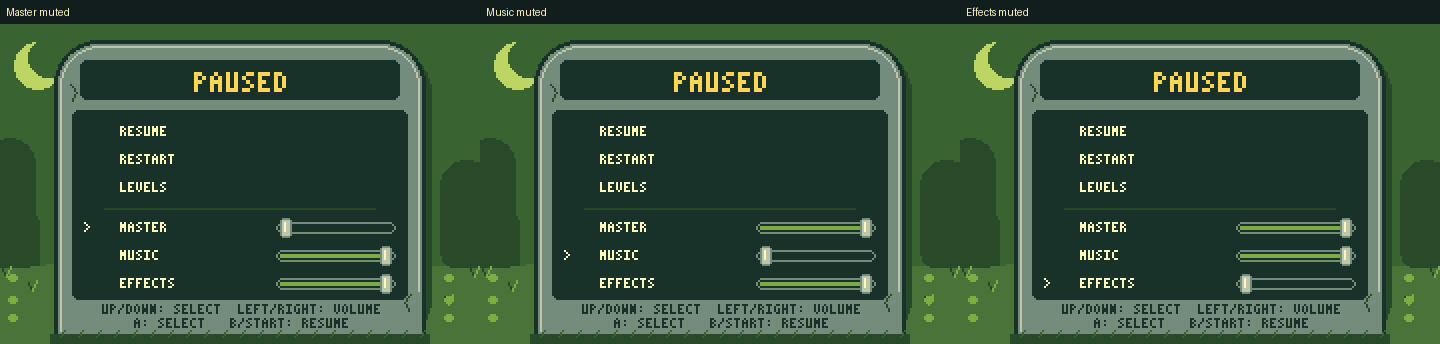 Master muted
PAUSED
RESUME
RESTART
LEVELS
> MASTER
MUSIC
EFFECTS
UP/DOWN: SELECT LEFT/RIGHT: VOLUME
A: SELECT B/START: RESUME
Music muted
PAUSED
RESUME
RESTART
LEVELS
MASTER
> MUSIC
EFFECTS
UP/DOWN: SELECT LEFT/RIGHT: VOLUME
A: SELECT B/START: RESUME
Effects muted
PAUSED
RESUME
RESTART
LEVELS
MASTER
MUSIC
> EFFECTS
UP/DOWN: SELECT LEFT/RIGHT: VOLUME
A: SELECT B/START: RESUME